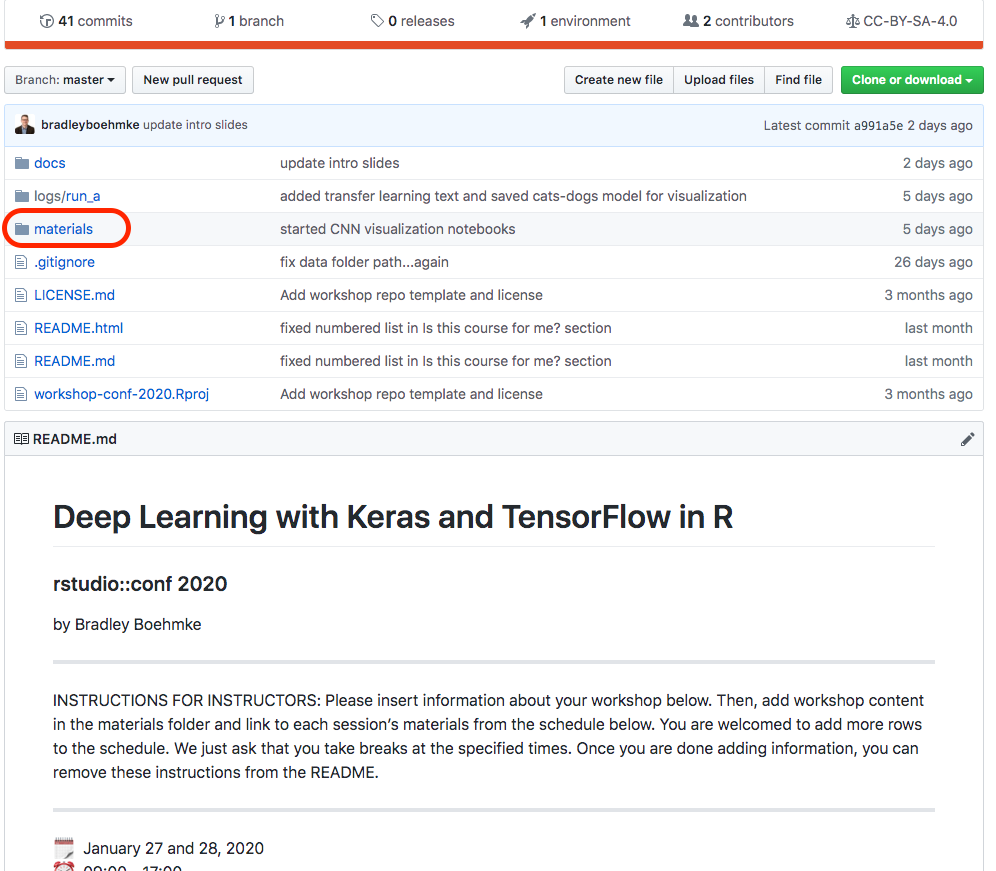 41 commits 1 branch 0 releases 1 environment 2 contributors CC-BY-SA-4.0
Branch: master New pull request Create new file Upload files Find file Clone or download
bradleyboehmke update intro slides Latest commit a991a5e 2 days ago
docs update intro slides 2 days ago
logs/run_a added transfer learning text and saved cats-dogs model for visualization 5 days ago
materials started CNN visualization notebooks 5 days ago
.gitignore fix data folder path...again 26 days ago
LICENSE.md Add workshop repo template and license 3 months ago
README.html fixed numbered list in Is this course for me? section last month
README.md fixed numbered list in Is this course for me? section last month
workshop-conf-2020.Rproj Add workshop repo template and license 3 months ago
README.md
Deep Learning with Keras and TensorFlow in R
rstudio::conf 2020
by Bradley Boehmke
INSTRUCTIONS FOR INSTRUCTORS: Please insert information about your workshop below. Then, add workshop content
in the materials folder and link to each session’s materials from the schedule below. You are welcomed to add more rows
to the schedule. We just ask that you take breaks at the specified times. Once you are done adding information, you can
remove these instructions from the README.
January 27 and 28, 2020
09:00 - 17:00